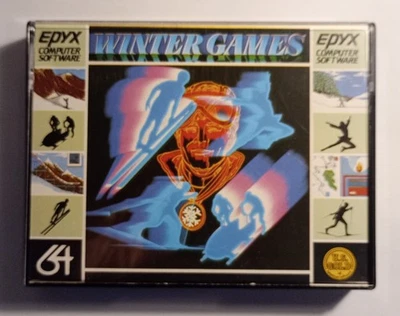 EPYX
COMPUTER
SOFTWARE
WINTER GAMES
EPYX
COMPUTER
SOFTWARE
64